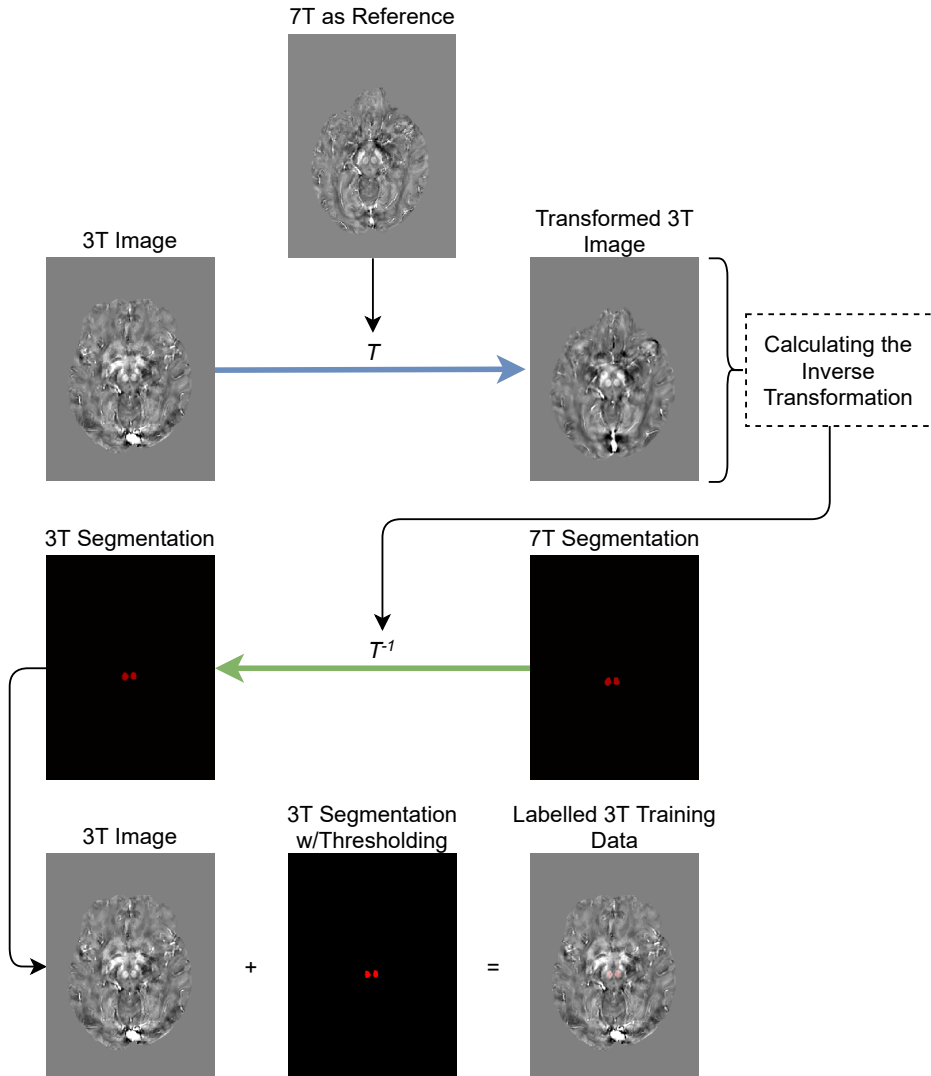 7T as Reference
3T Image
Transformed 3T
Image
T
Calculating the
Inverse
Transformation
3T Segmentation
7T Segmentation
T⁻¹
3T Image
3T Segmentation
w/Thresholding
Labelled 3T Training
Data
+
=